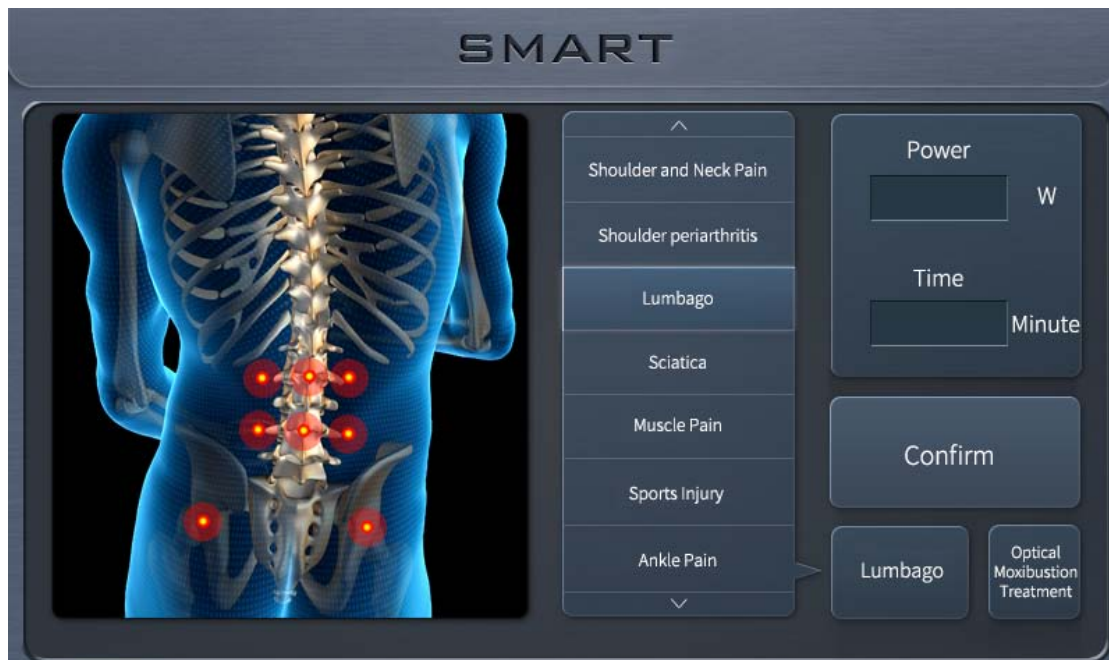 SMART
Shoulder and Neck Pain
Shoulder periarthritis
Lumbago
Sciatica
Muscle Pain
Sports Injury
Ankle Pain
Power
W
Time
Minute
Confirm
Lumbago
Optical
Moxibustion
Treatment